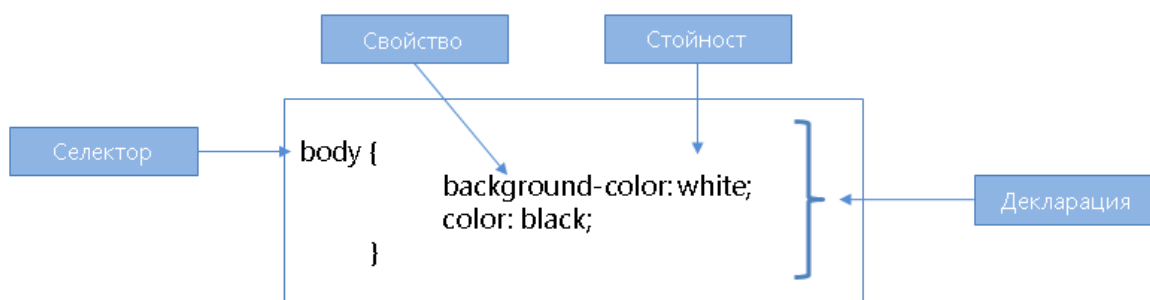 Свойство
Стойност
Селектор
body {
background-color: white;
color: black;
}
Декларация